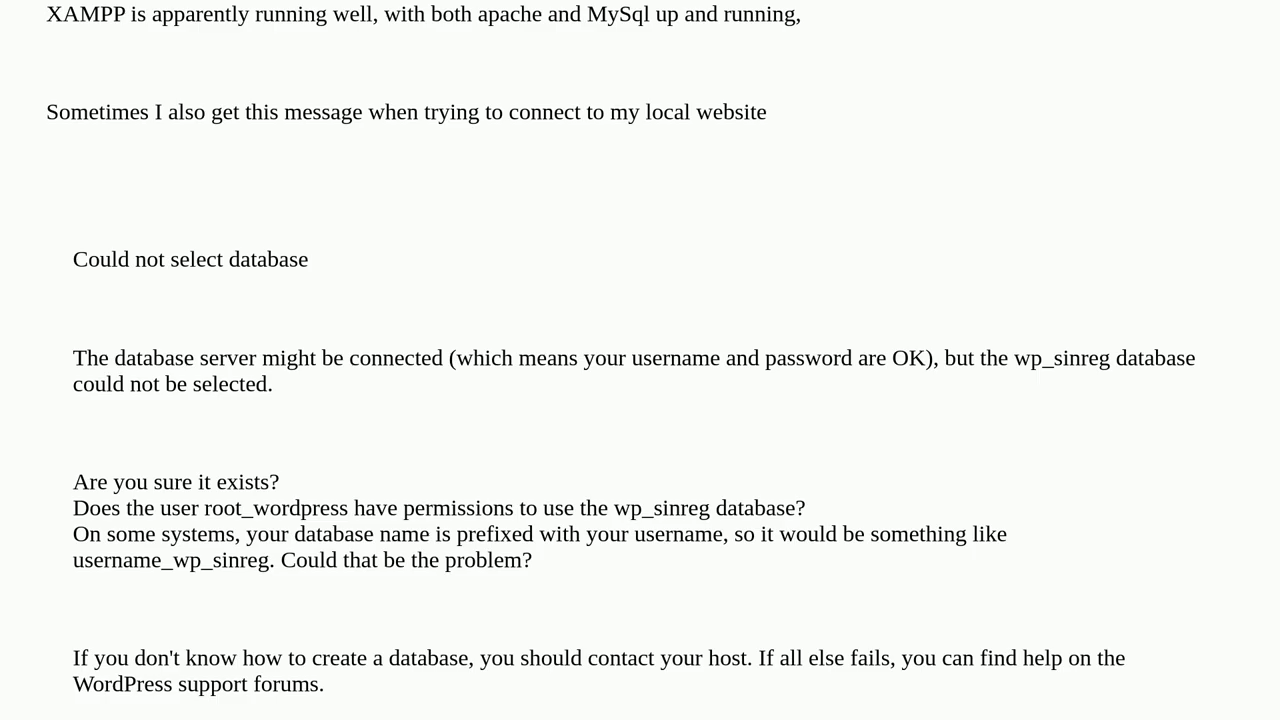 XAMPP is apparently running well, with both apache and MySql up and running,
Sometimes I also get this message when trying to connect to my local website
Could not select database
The database server might be connected (which means your username and password are OK), but the wp_sinreg database
could not be selected.
Are you sure it exists?
Does the user root_wordpress have permissions to use the wp_sinreg database?
On some systems, your database name is prefixed with your username, so it would be something like
username_wp_sinreg. Could that be the problem?
If you don't know how to create a database, you should contact your host. If all else fails, you can find help on the
WordPress support forums.